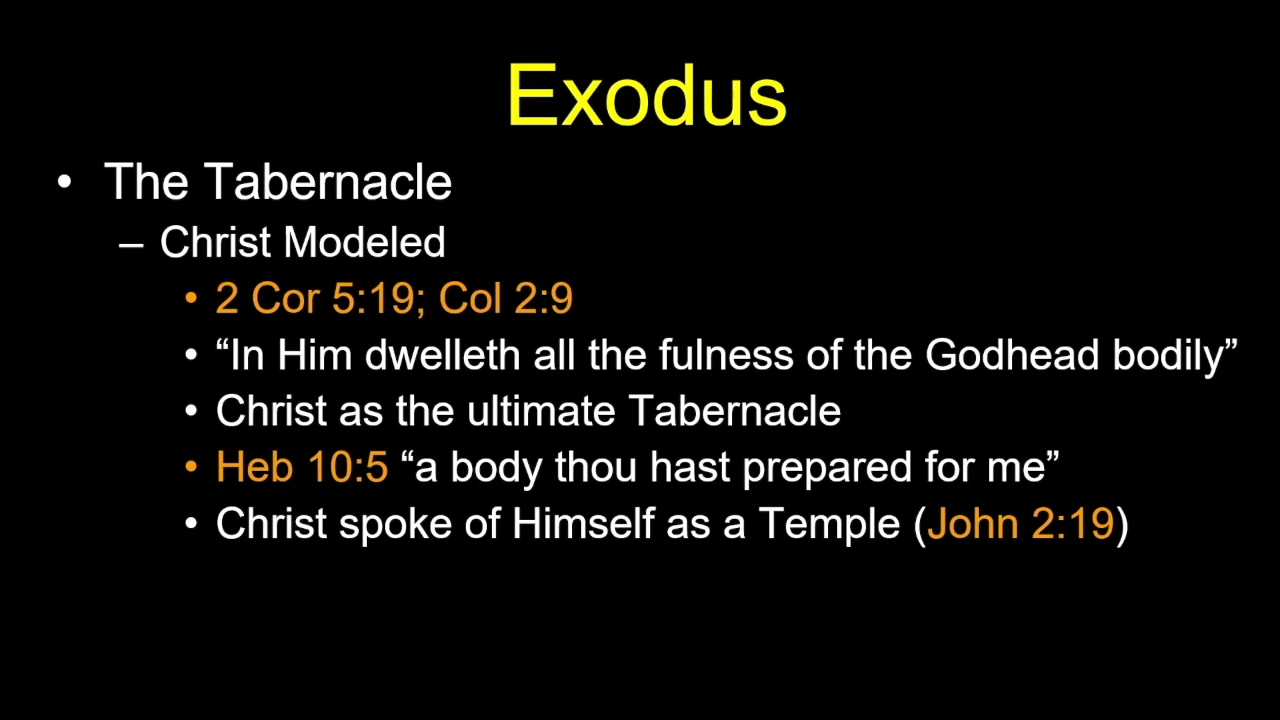 Exodus
• The Tabernacle
– Christ Modeled
• 2 Cor 5:19; Col 2:9
• “In Him dwelleth all the fulness of the Godhead bodily”
• Christ as the ultimate Tabernacle
• Heb 10:5 “a body thou hast prepared for me”
• Christ spoke of Himself as a Temple (John 2:19)